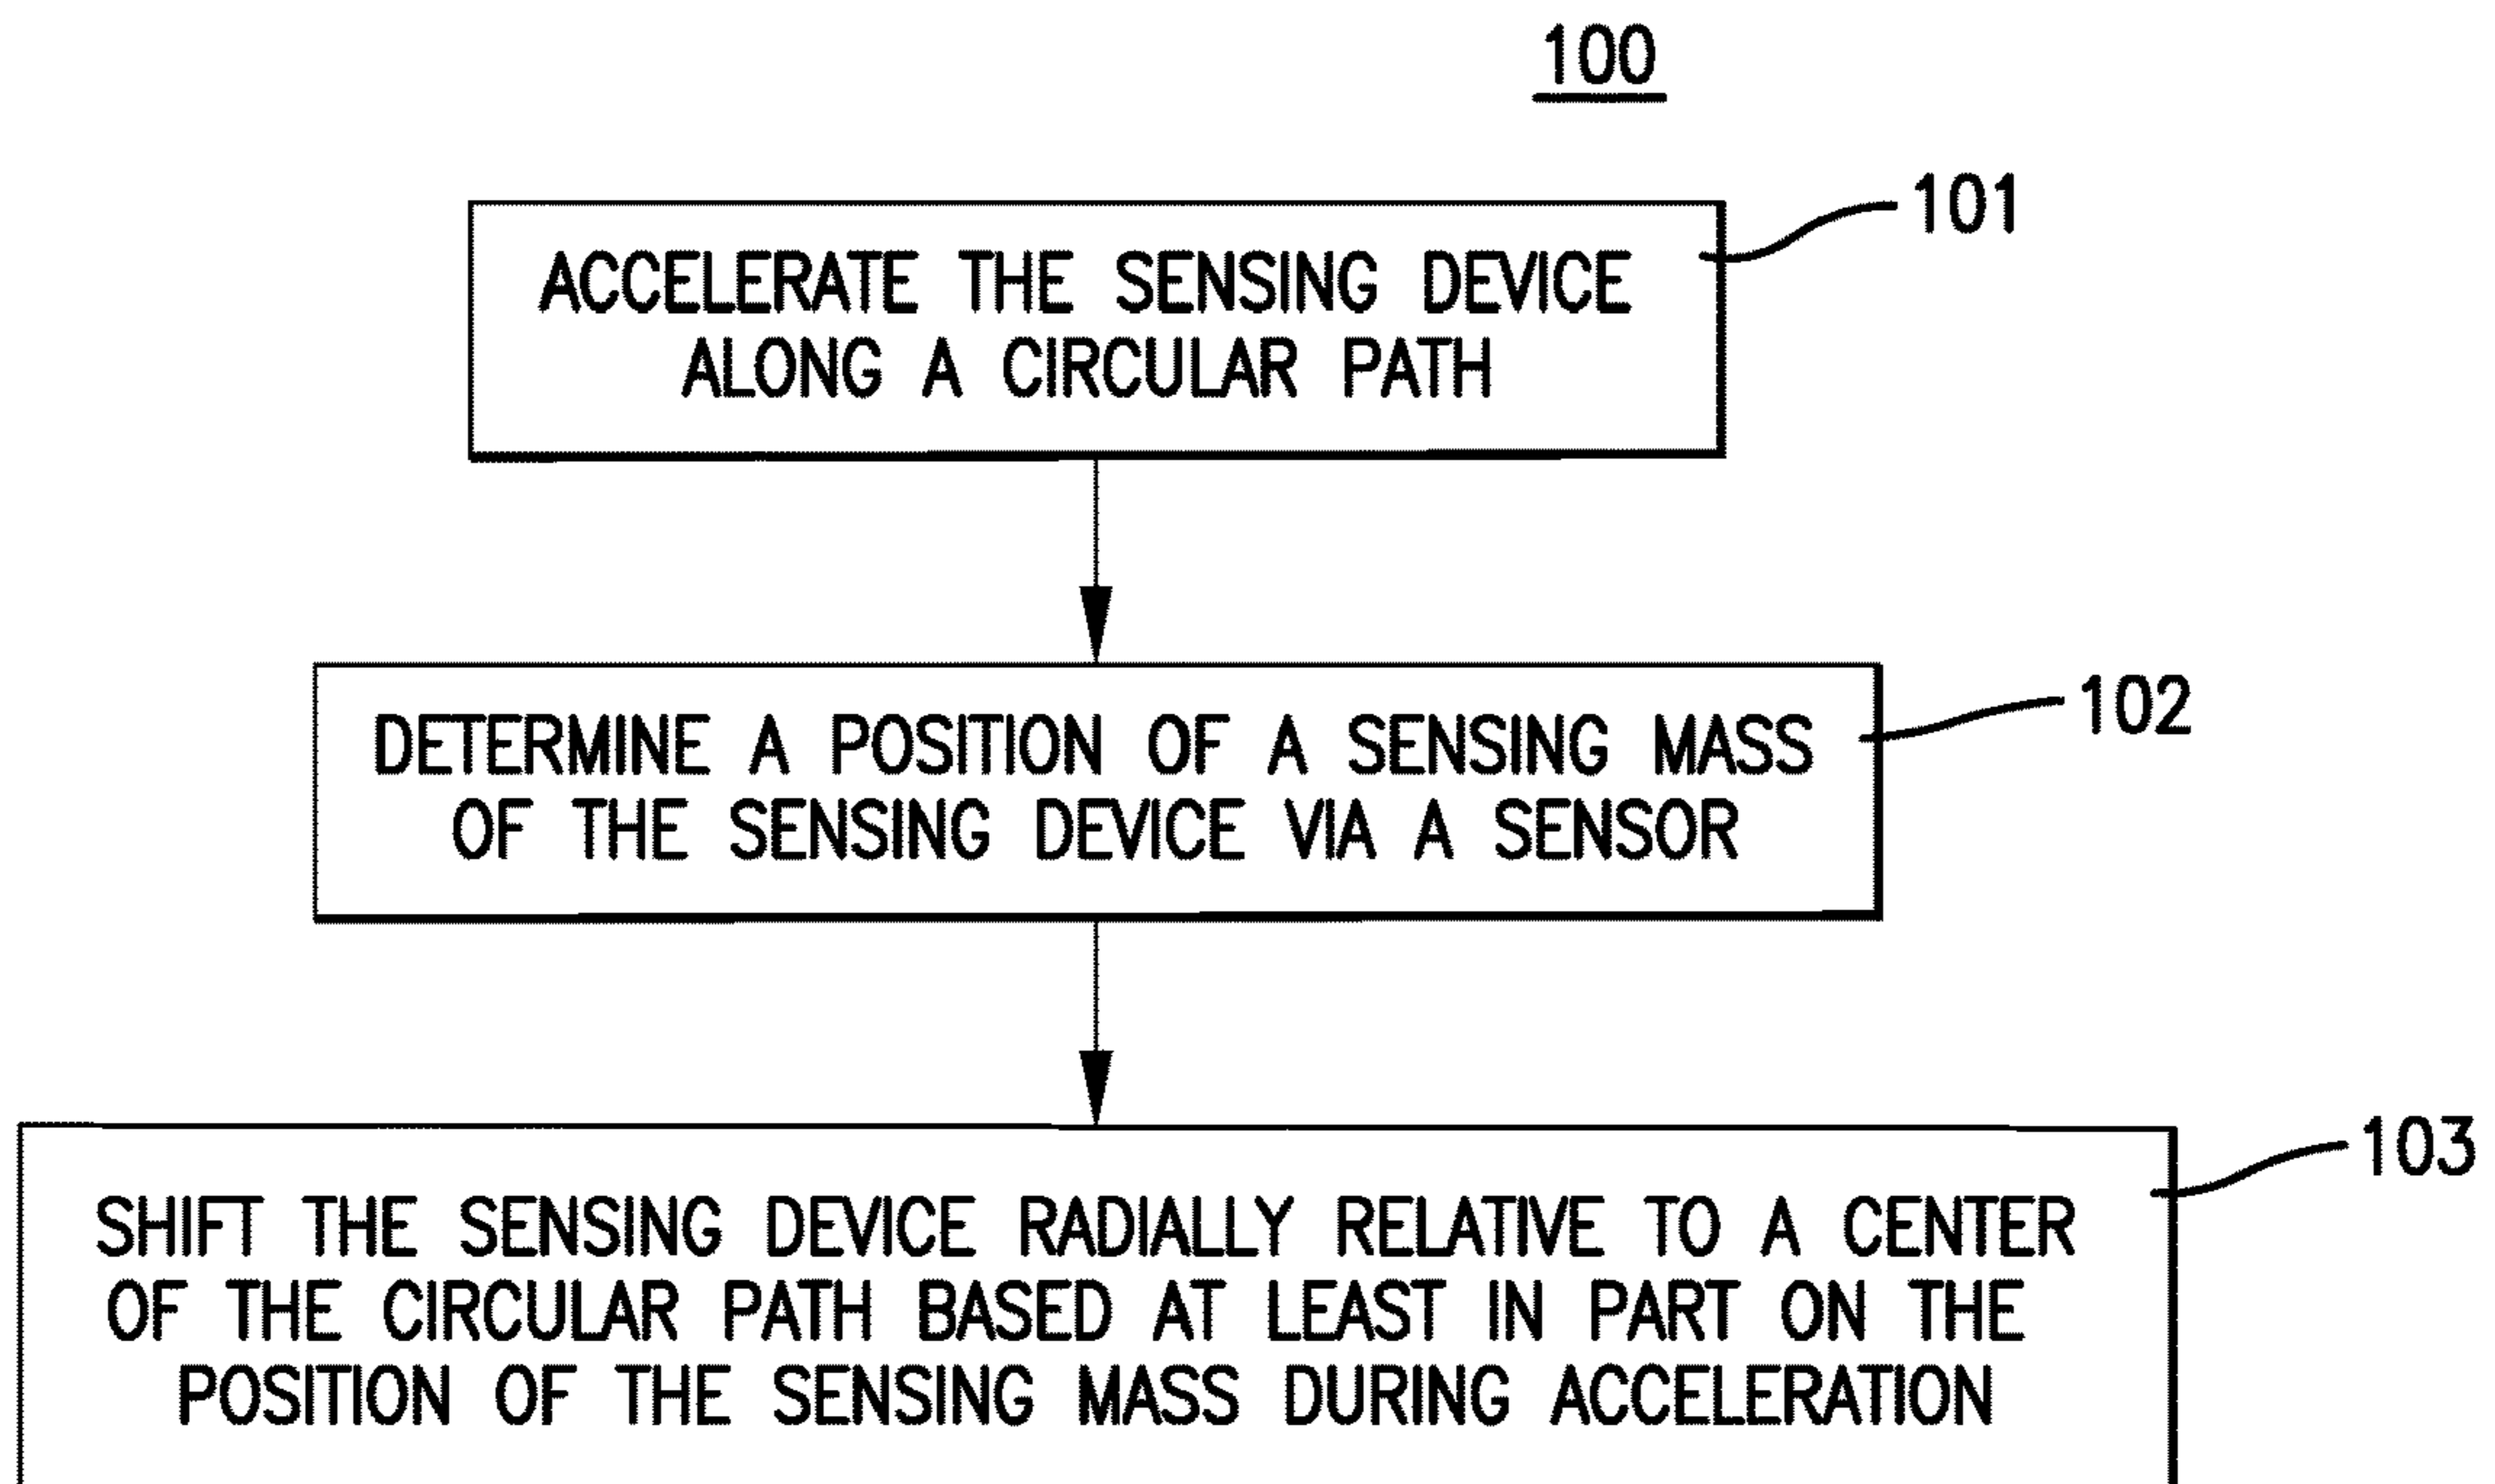 100
101
ACCELERATE THE SENSING DEVICE
ALONG A CIRCULAR PATH
102
DETERMINE A POSITION OF A SENSING MASS
OF THE SENSING DEVICE VIA A SENSOR
103
SHIFT THE SENSING DEVICE RADIALLY RELATIVE TO A CENTER
OF THE CIRCULAR PATH BASED AT LEAST IN PART ON THE
POSITION OF THE SENSING MASS DURING ACCELERATION